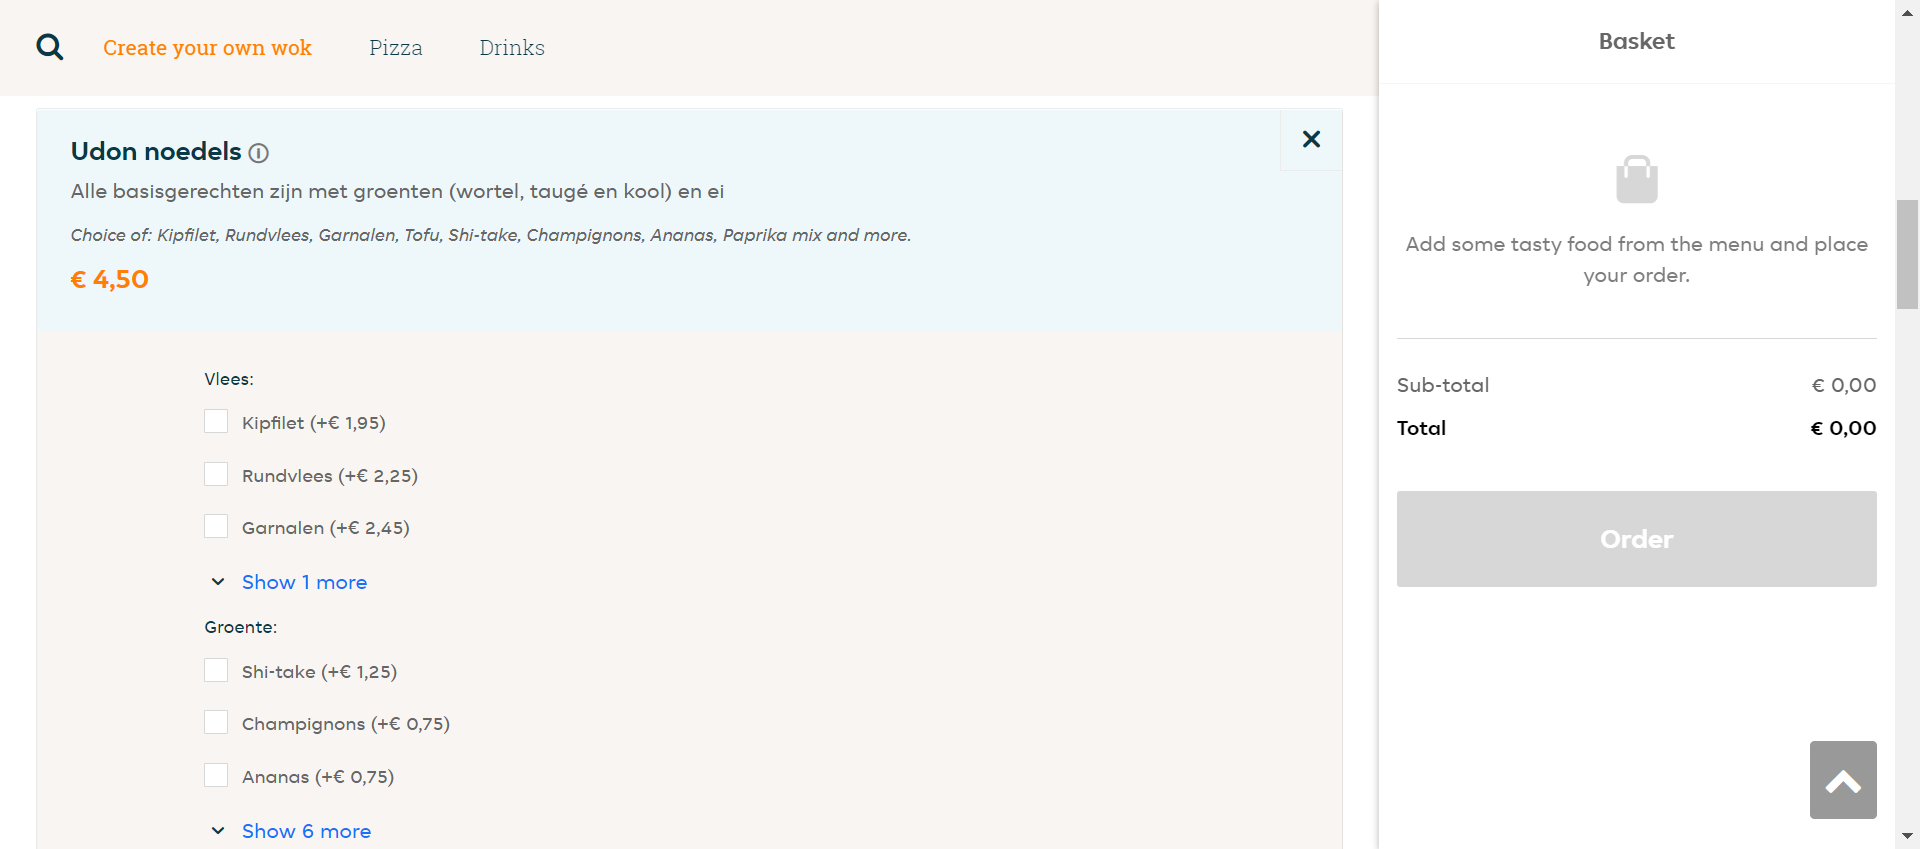 Create your own wok
Pizza
Drinks
Udon noedels
Alle basisgerechten zijn met groenten (wortel, taugé en kool) en ei
Choice of: Kipfilet, Rundvlees, Garnalen, Tofu, Shi-take, Champignons, Ananas, Paprika mix and more.
€ 4,50
Vlees:
Kipfilet (+€ 1,95)
Rundvlees (+€ 2,25)
Garnalen (+€ 2,45)
Show 1 more
Groente:
Shi-take (+€ 1,25)
Champignons (+€ 0,75)
Ananas (+€ 0,75)
Show 6 more
Basket
Add some tasty food from the menu and place
your order.
Sub-total € 0,00
Total € 0,00
Order